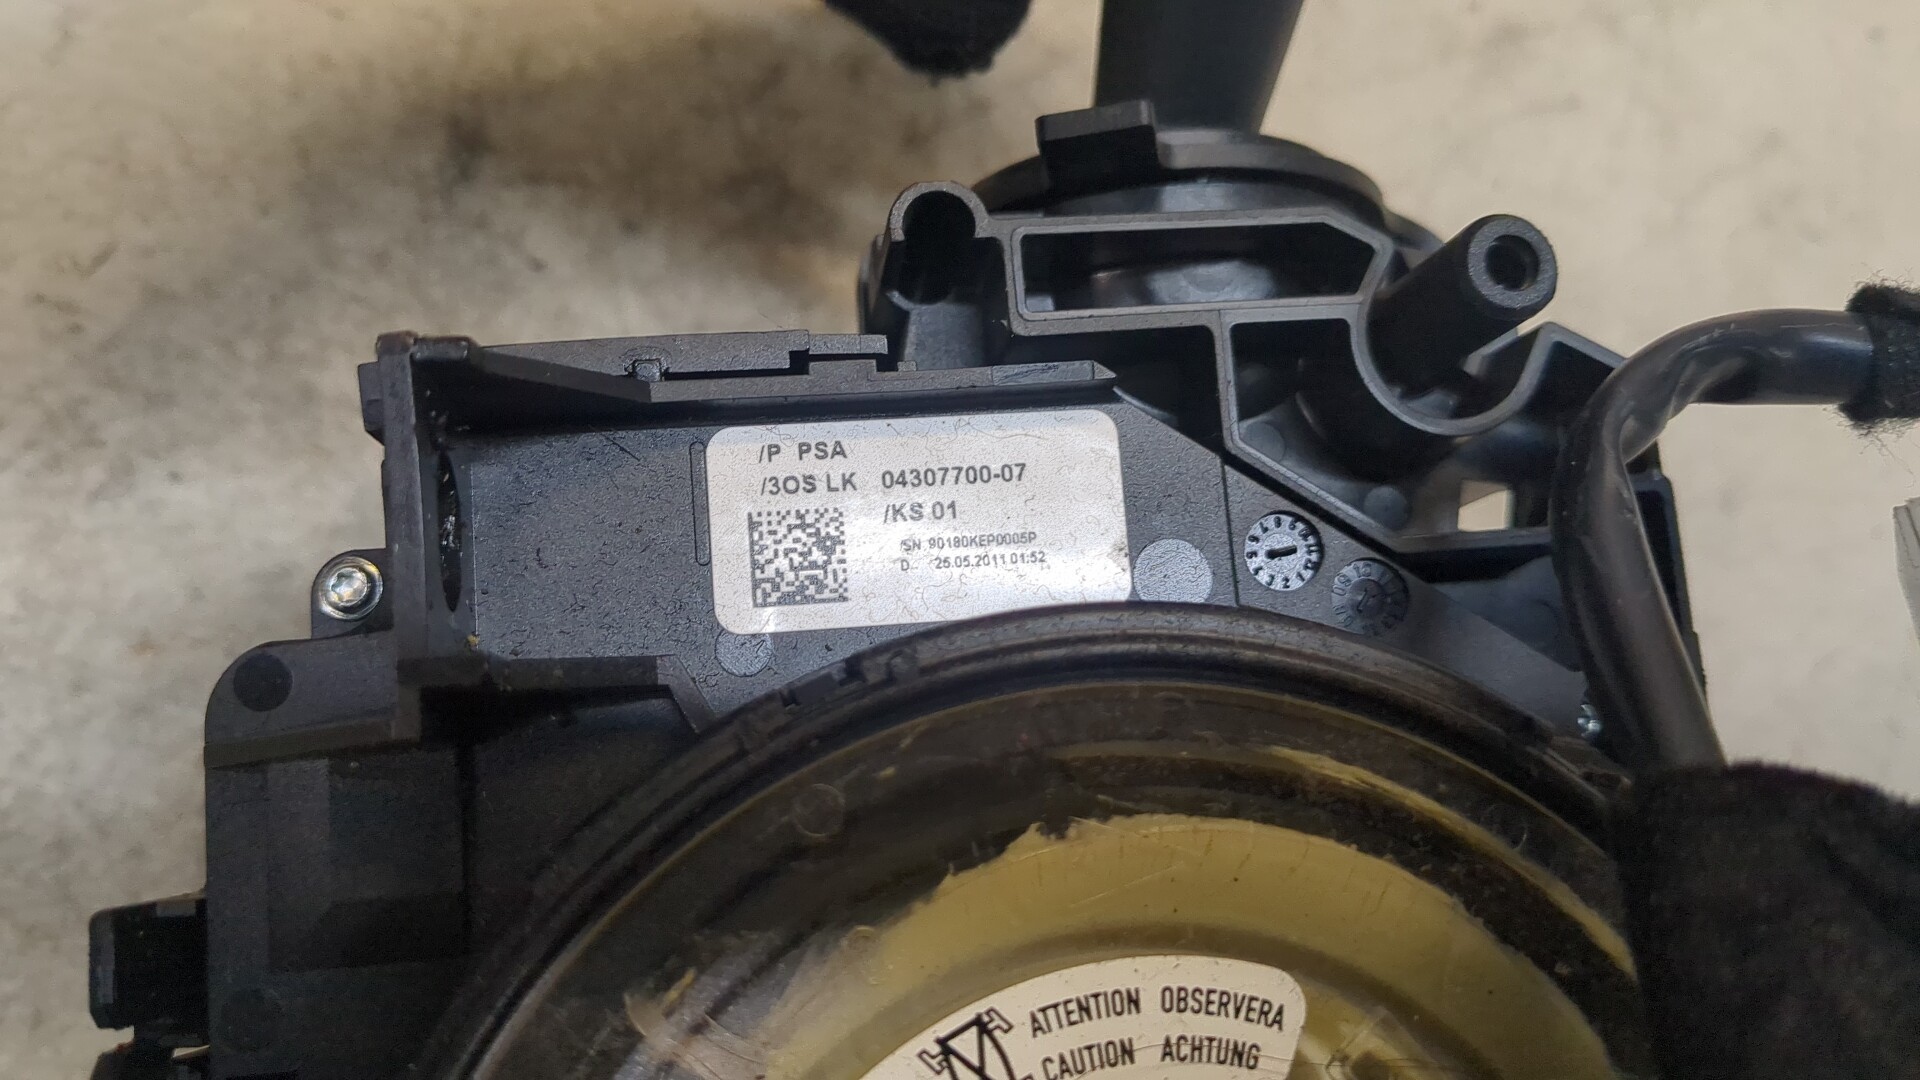 /P PSA
/3OS LK 04307700-07
/KS 01
/SN 90180KEP0005P
D. 25.05.2011 01:52
ATTENTION OBSERVERA
CAUTION ACHTUNG